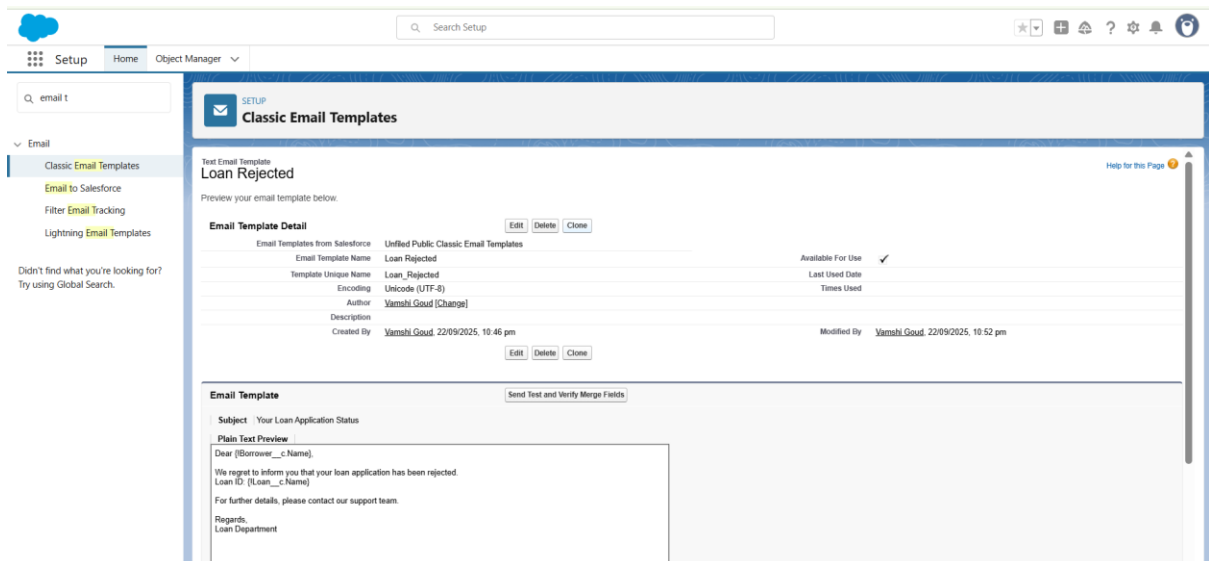 Search Setup
Setup
Home
Object Manager
email t
Email
Classic Email Templates
Email to Salesforce
Filter Email Tracking
Lightning Email Templates
Didn't find what you're looking for?
Try using Global Search.
SETUP
Classic Email Templates
Text Email Template
Loan Rejected
Help for this Page
Preview your email template below.
Email Template Detail Edit Delete Clone
Email Templates from Salesforce Unfiled Public Classic Email Templates
Email Template Name Loan Rejected Available For Use ✓
Template Unique Name Loan_Rejected Last Used Date
Encoding Unicode (UTF-8) Times Used
Author Vamshi Goud [Change]
Description
Created By Vamshi Goud, 22/09/2025, 10:46 pm Modified By Vamshi Goud, 22/09/2025, 10:52 pm
Edit Delete Clone
Email Template Send Test and Verify Merge Fields
Subject Your Loan Application Status
Plain Text Preview
Dear {!Borrower__c.Name},
We regret to inform you that your loan application has been rejected.
Loan ID: {!Loan__c.Name}
For further details, please contact our support team.
Regards,
Loan Department